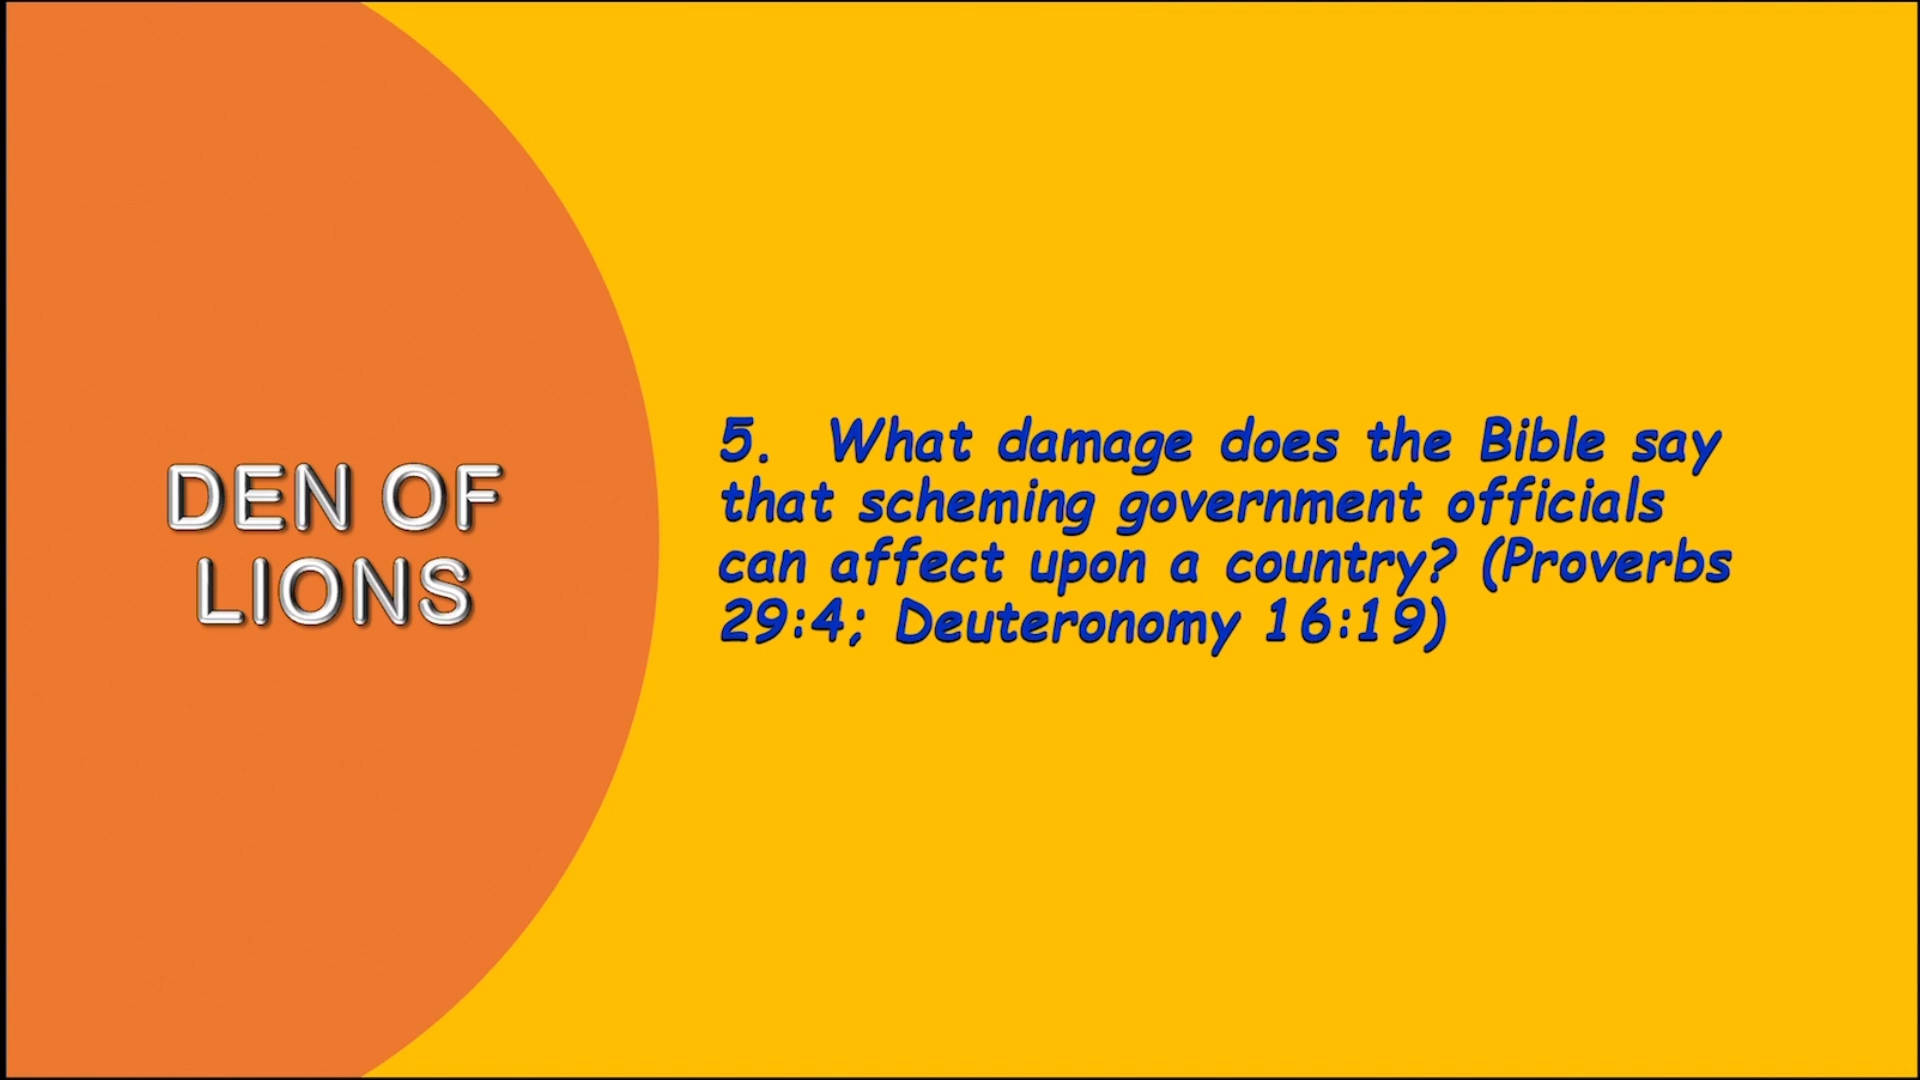 DEN OF
LIONS
5. What damage does the Bible say
that scheming government officials
can affect upon a country? (Proverbs
29:4; Deuteronomy 16:19)